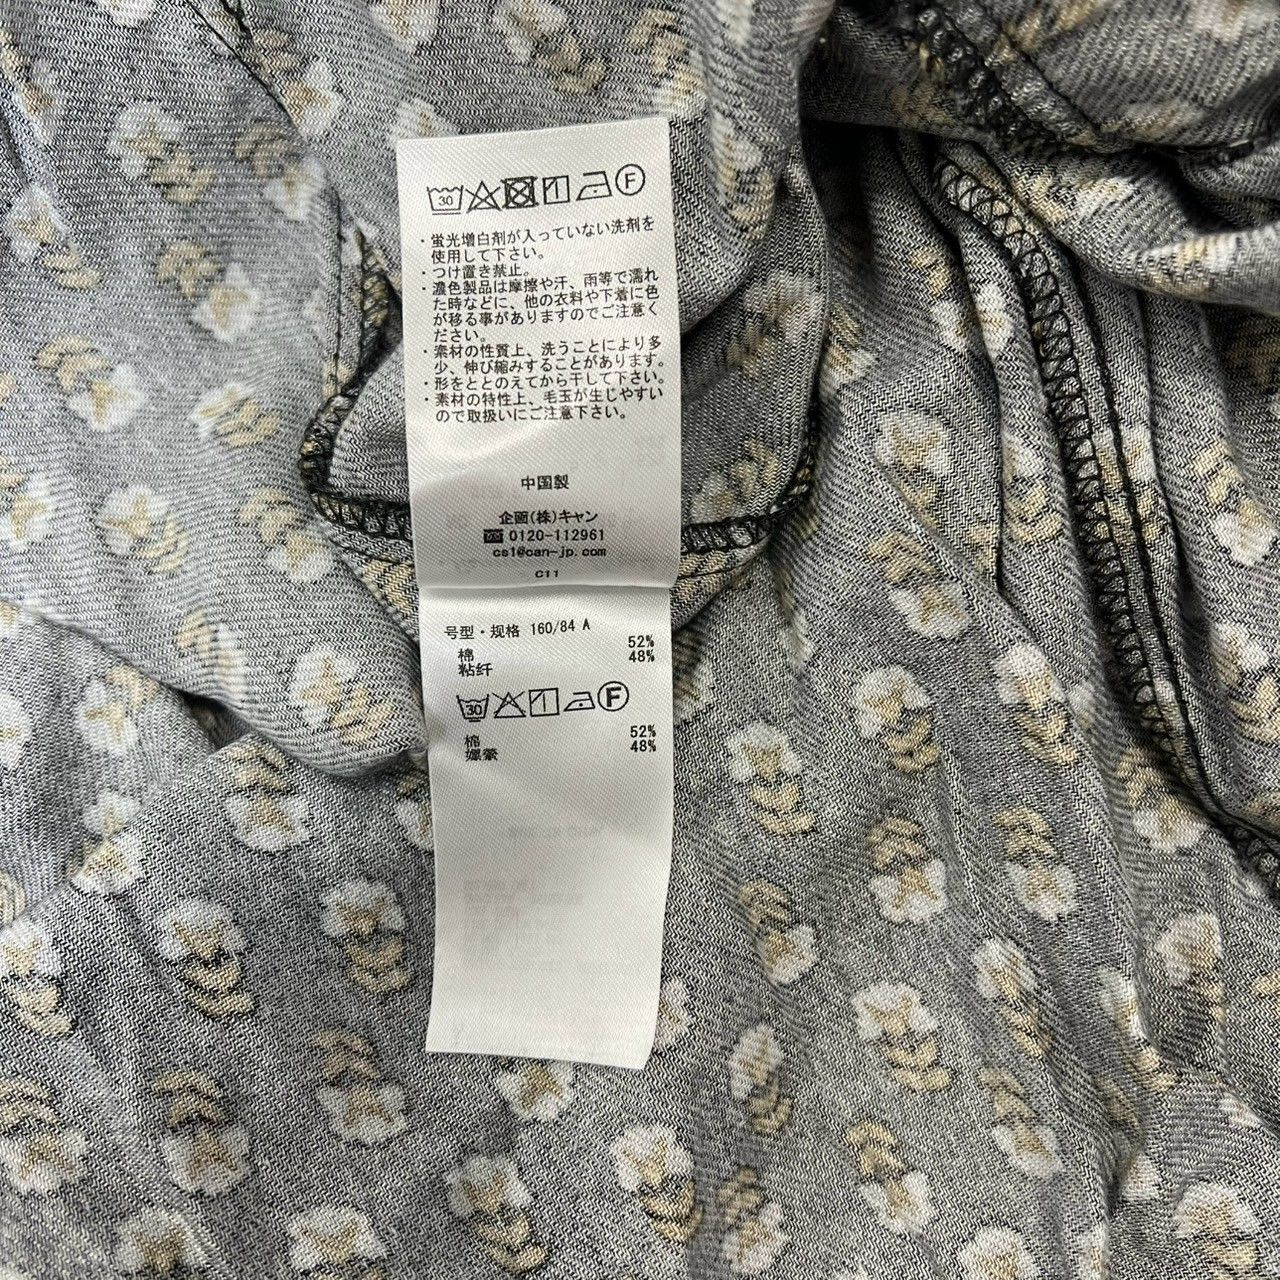 30 F
・蛍光増白剤が入っていない洗剤を
使用して下さい。
・つけ置き禁止。
・濃色製品は摩擦や汗、雨等で濡れ
た時などに、他の衣料や下着に色
が移る事がありますのでご注意く
ださい。
・素材の性質上、洗うことにより多
少、伸び縮みすることがあります。
・形をととのえてから干して下さい。
・素材の特性上、毛玉が生じやすい
ので取扱いにご注意下さい。
中国製
企画(株)キャン
0120-112961
cs1@can-jp.com
C11
号型・规格 160/84 A
棉 52%
粘纤 48%
30 F
棉 52%
嫘縈 48%